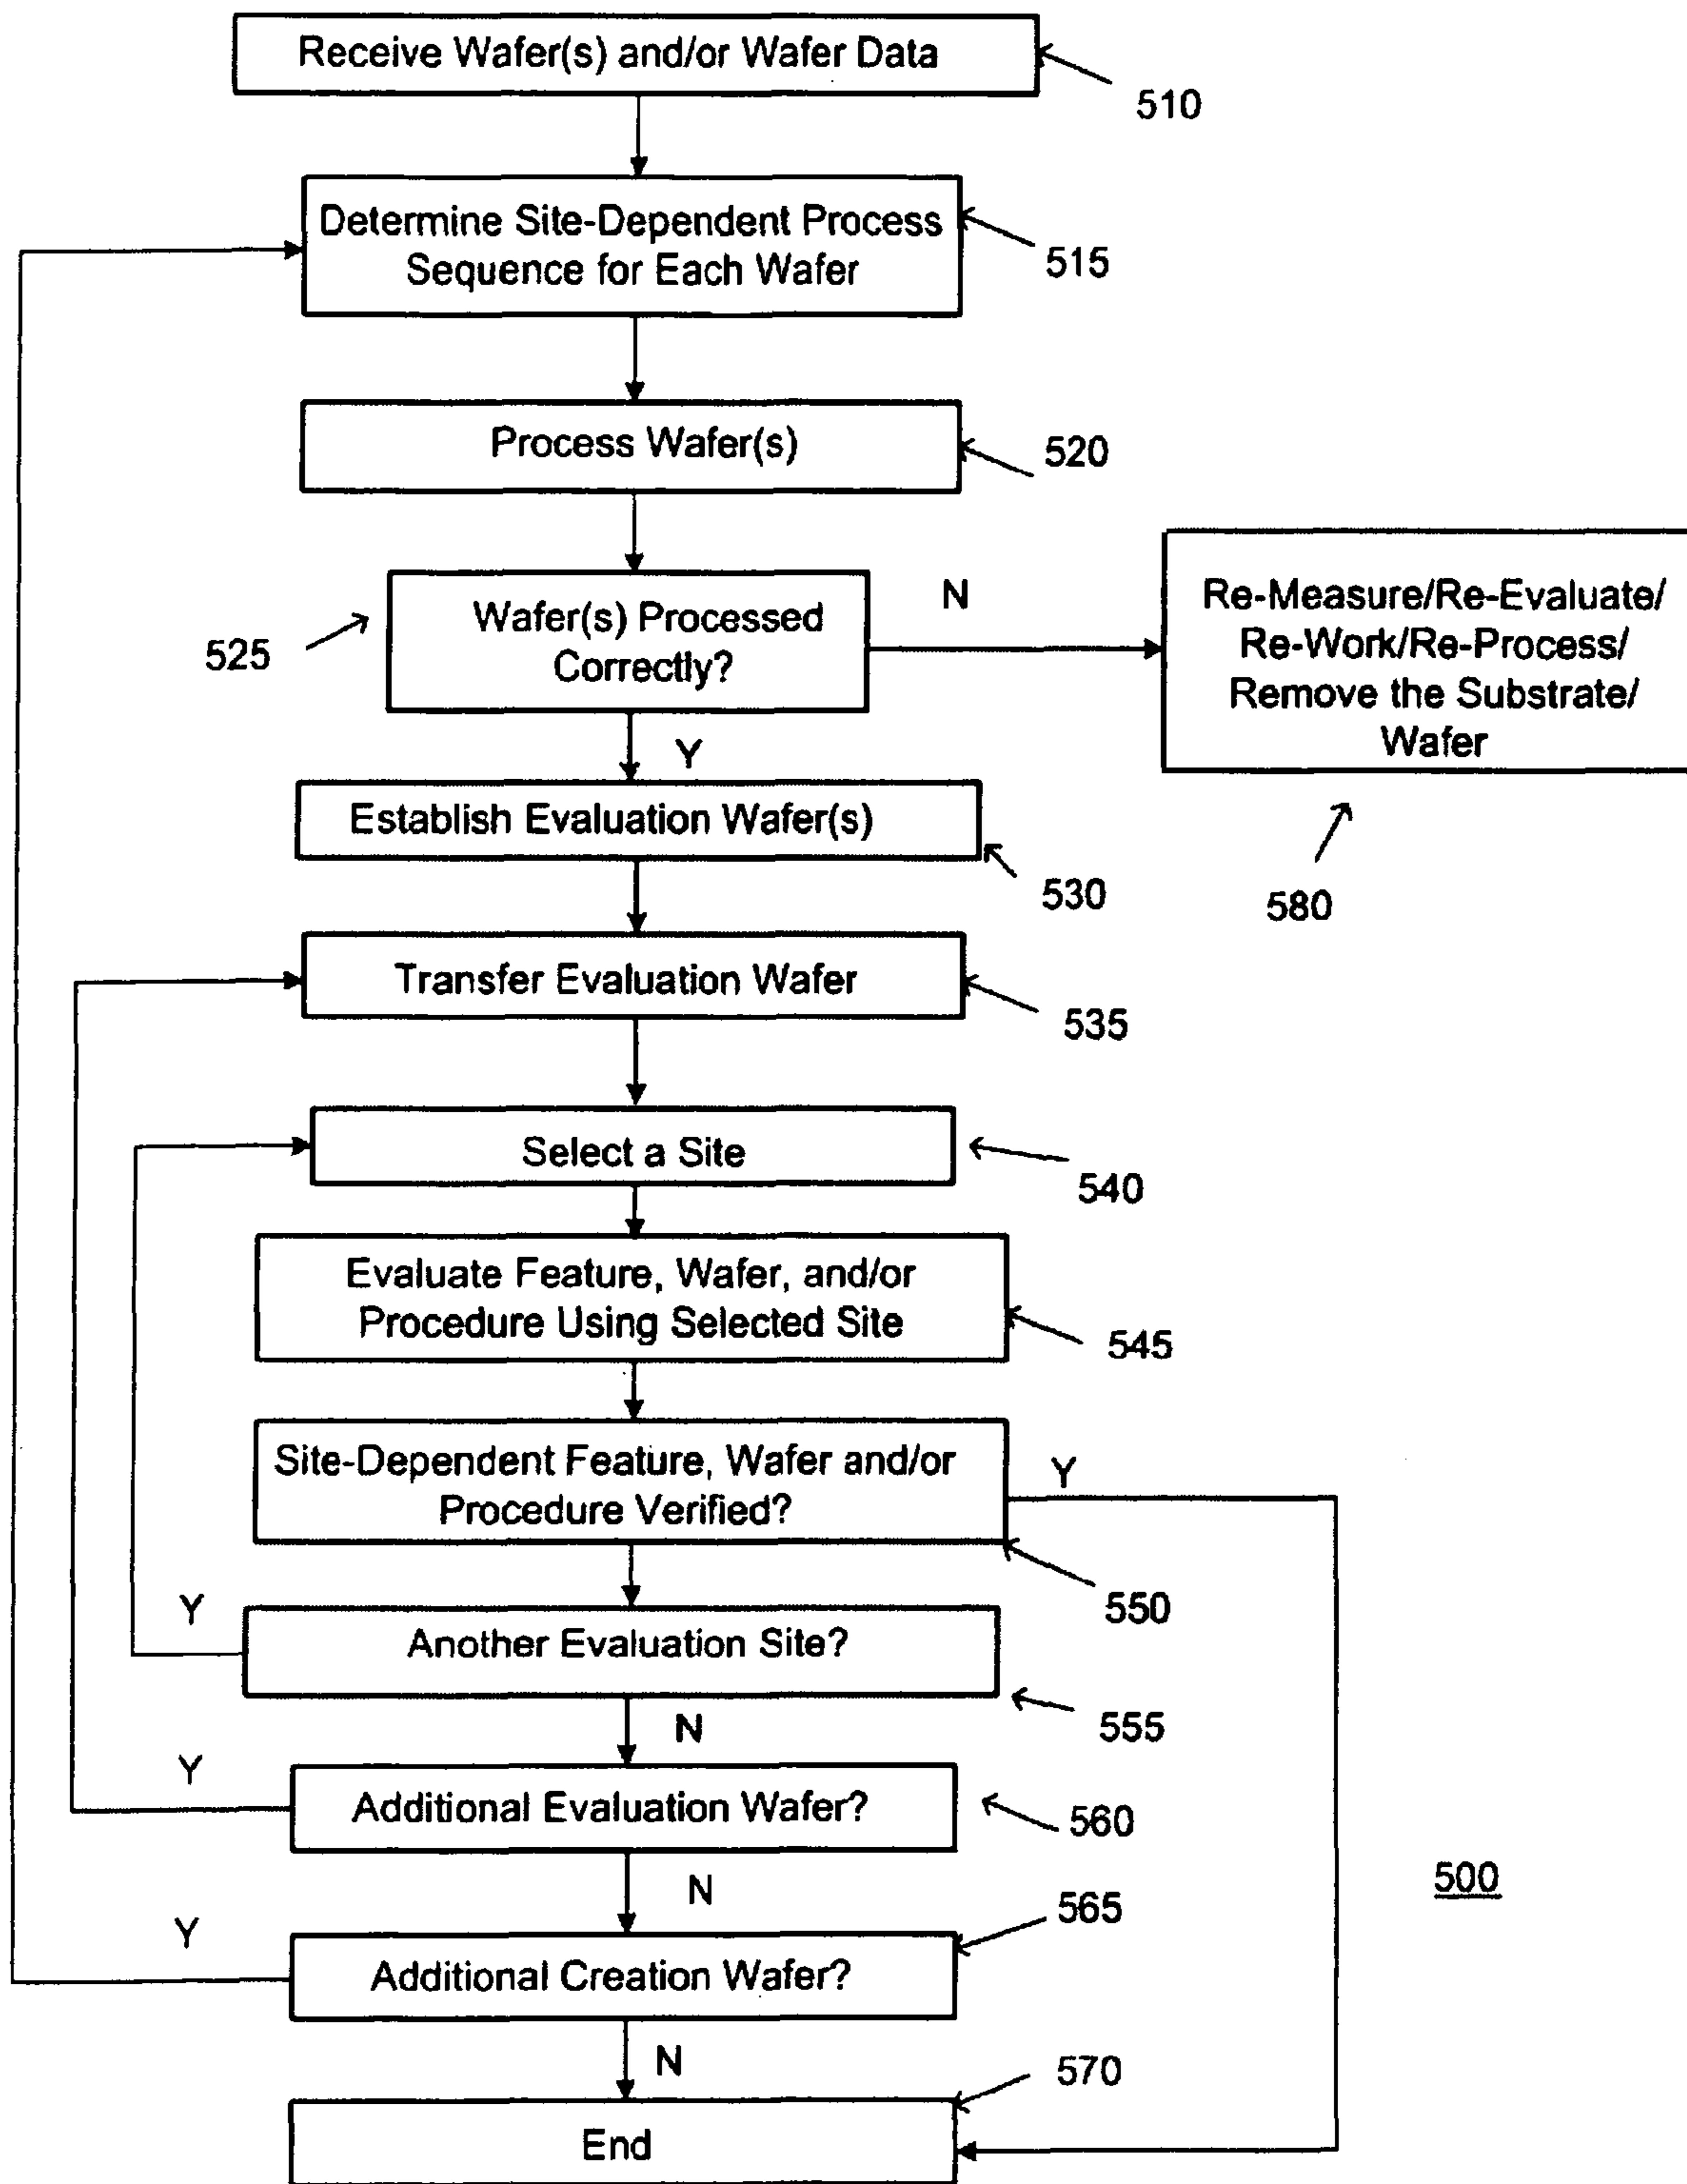 Receive Wafer(s) and/or Wafer Data
510
Determine Site-Dependent Process
Sequence for Each Wafer
515
Process Wafer(s)
520
Wafer(s) Processed
Correctly?
525
N
Re-Measure/Re-Evaluate/
Re-Work/Re-Process/
Remove the Substrate/
Wafer
580
Y
Establish Evaluation Wafer(s)
530
Transfer Evaluation Wafer
535
Select a Site
540
Evaluate Feature, Wafer, and/or
Procedure Using Selected Site
545
Site-Dependent Feature, Wafer and/or
Procedure Verified?
Y
550
Y
Another Evaluation Site?
555
N
Y
Additional Evaluation Wafer?
560
N
500
Y
Additional Creation Wafer?
565
N
570
End